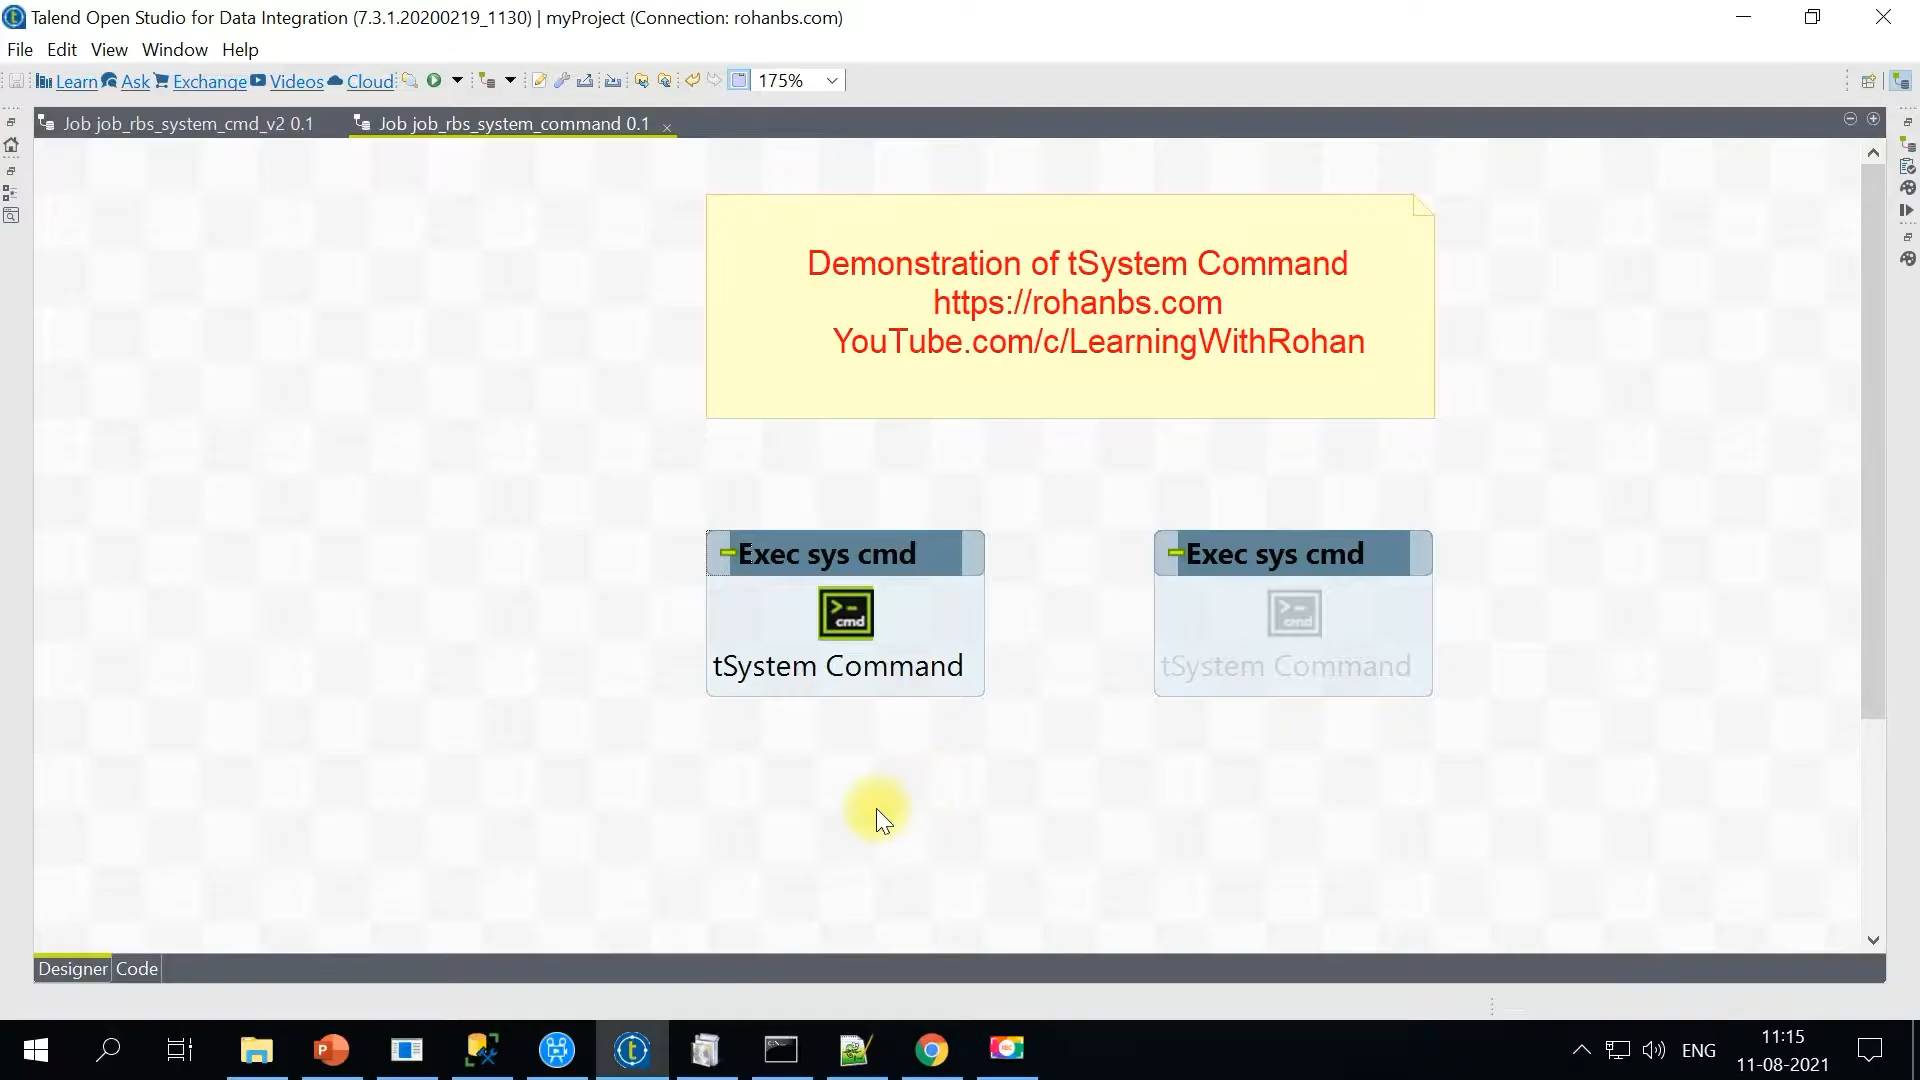 Talend Open Studio for Data Integration (7.3.1.20200219_1130) | myProject (Connection: rohanbs.com)
File Edit View Window Help
Learn Ask Exchange Videos Cloud 175%
Job job_rbs_system_cmd_v2 0.1 Job job_rbs_system_command 0.1
Demonstration of tSystem Command
https://rohanbs.com
YouTube.com/c/LearningWithRohan
Exec sys cmd Exec sys cmd
cmd cmd
tSystem Command tSystem Command
Designer Code
11:15
ENG
11-08-2021